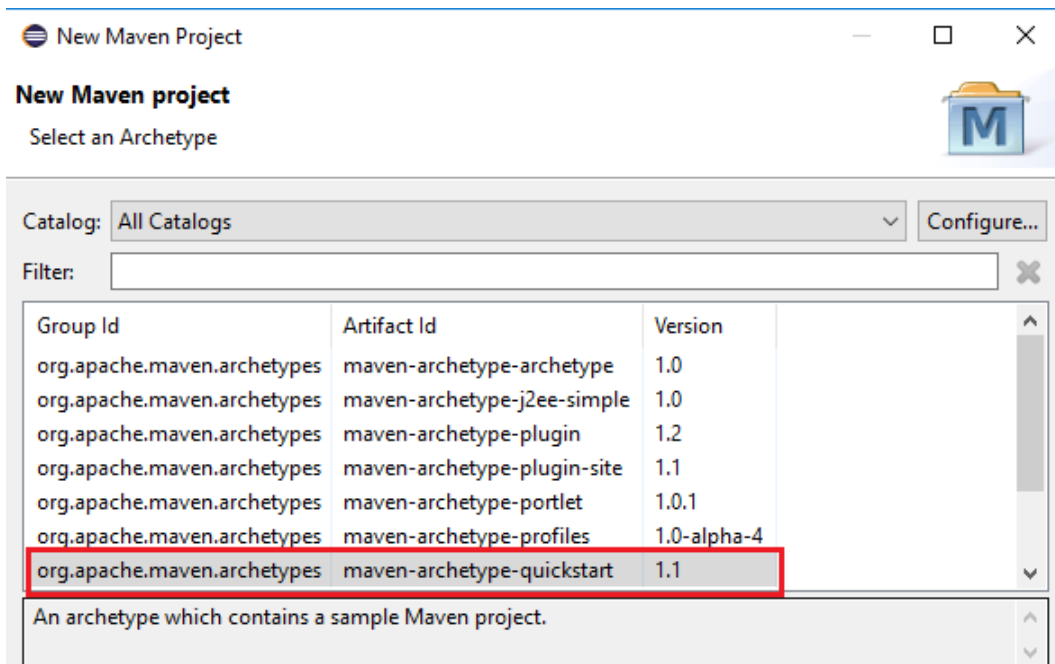 New Maven Project
New Maven project
Select an Archetype
M
Catalog: All Catalogs Configure...
Filter:
Group Id Artifact Id Version
org.apache.maven.archetypes maven-archetype-archetype 1.0
org.apache.maven.archetypes maven-archetype-j2ee-simple 1.0
org.apache.maven.archetypes maven-archetype-plugin 1.2
org.apache.maven.archetypes maven-archetype-plugin-site 1.1
org.apache.maven.archetypes maven-archetype-portlet 1.0.1
org.apache.maven.archetypes maven-archetype-profiles 1.0-alpha-4
org.apache.maven.archetypes maven-archetype-quickstart 1.1
An archetype which contains a sample Maven project.